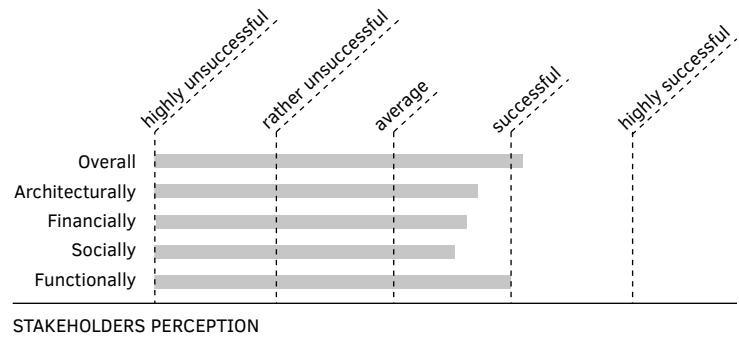 highly unsuccessful
rather unsuccessful
average
successful
highly successful
Overall
Architecturally
Financially
Socially
Functionally
STAKEHOLDERS PERCEPTION